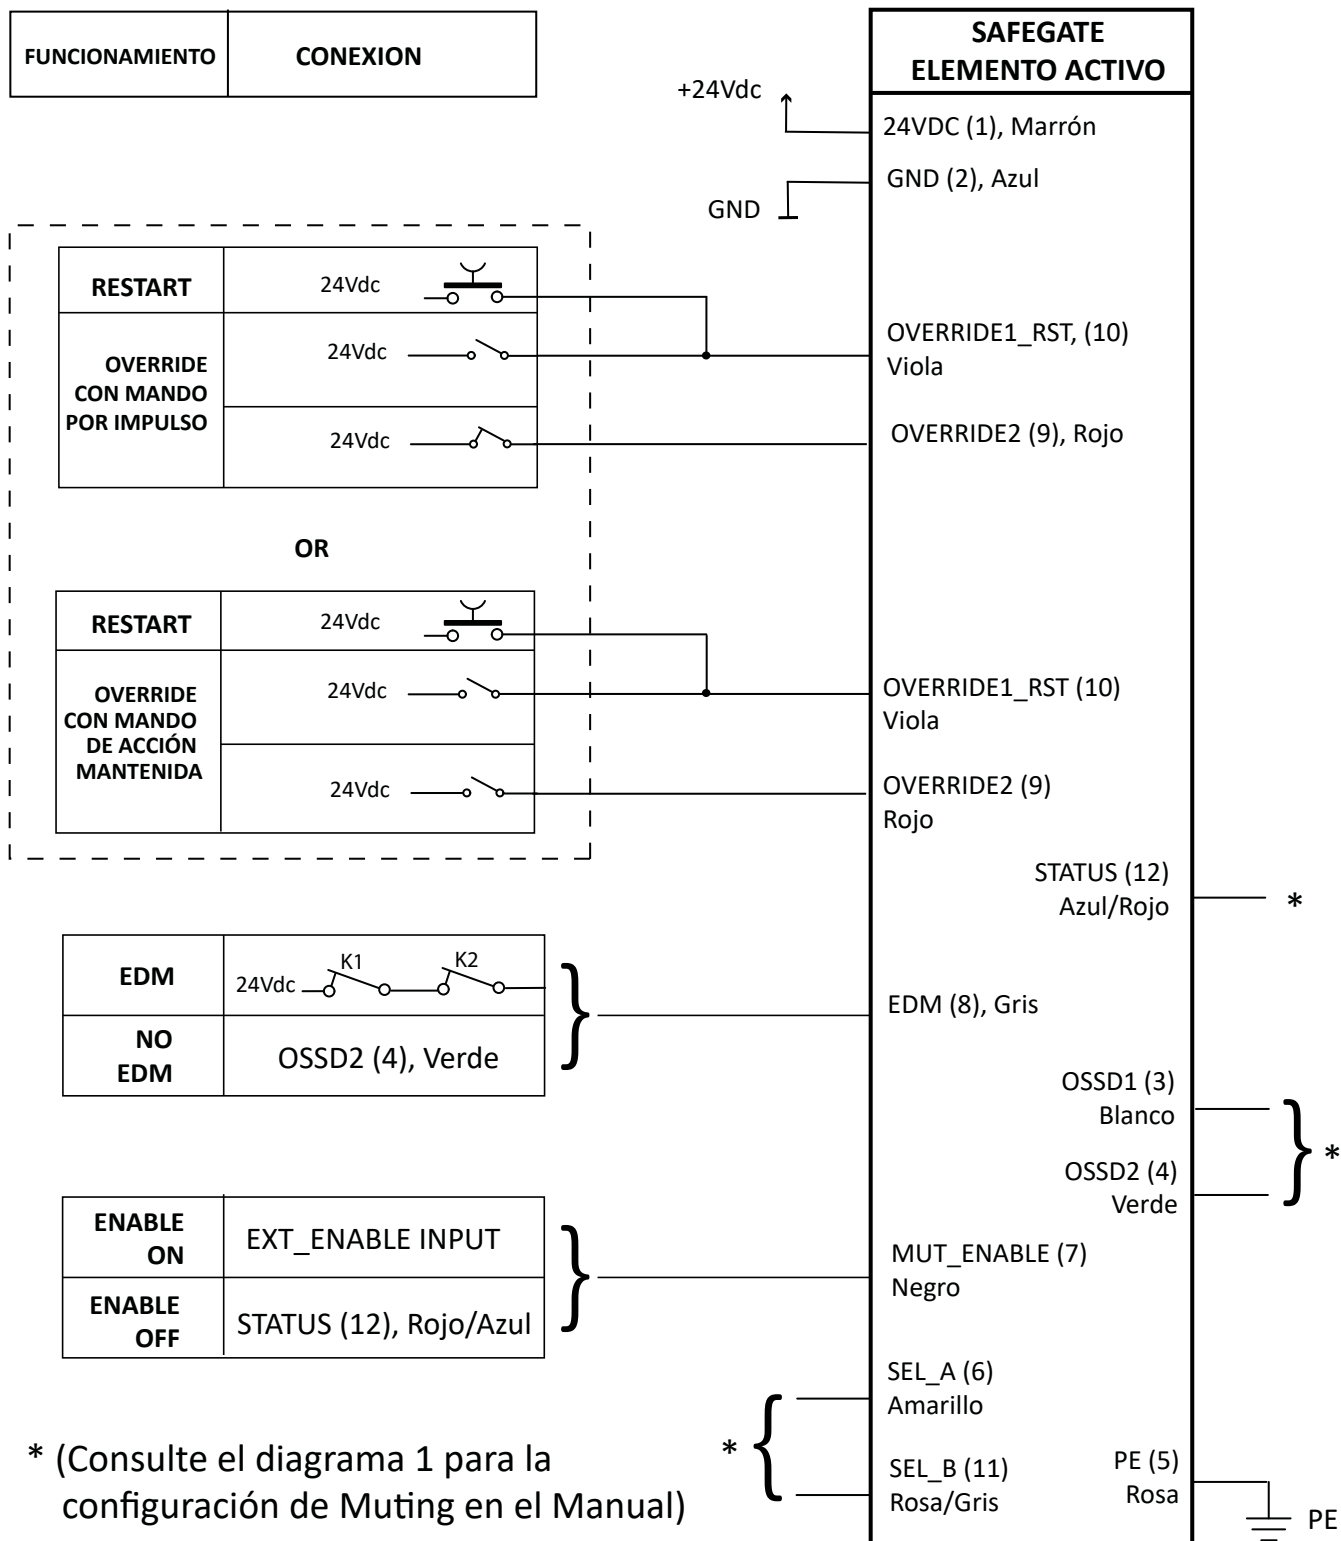 FUNCIONAMIENTO
CONEXION
SAFEGATE
ELEMENTO ACTIVO
+24Vdc
24VDC (1), Marrón
GND
GND (2), Azul
RESTART
24Vdc
OVERRIDE
CON MANDO
POR IMPULSO
24Vdc
24Vdc
OVERRIDE1_RST, (10)
Viola
OVERRIDE2 (9), Rojo
OR
RESTART
24Vdc
OVERRIDE
CON MANDO
DE ACCIÓN
MANTENIDA
24Vdc
24Vdc
OVERRIDE1_RST (10)
Viola
OVERRIDE2 (9)
Rojo
STATUS (12)
Azul/Rojo
*
EDM
24Vdc
K1
K2
NO
EDM
OSSD2 (4), Verde
EDM (8), Gris
OSSD1 (3)
Blanco
OSSD2 (4)
Verde
*
ENABLE
ON
EXT_ENABLE INPUT
ENABLE
OFF
STATUS (12), Rojo/Azul
MUT_ENABLE (7)
Negro
SEL_A (6)
Amarillo
*
SEL_B (11)
Rosa/Gris
PE (5)
Rosa
PE
* (Consulte el diagrama 1 para la
configuración de Muting en el Manual)